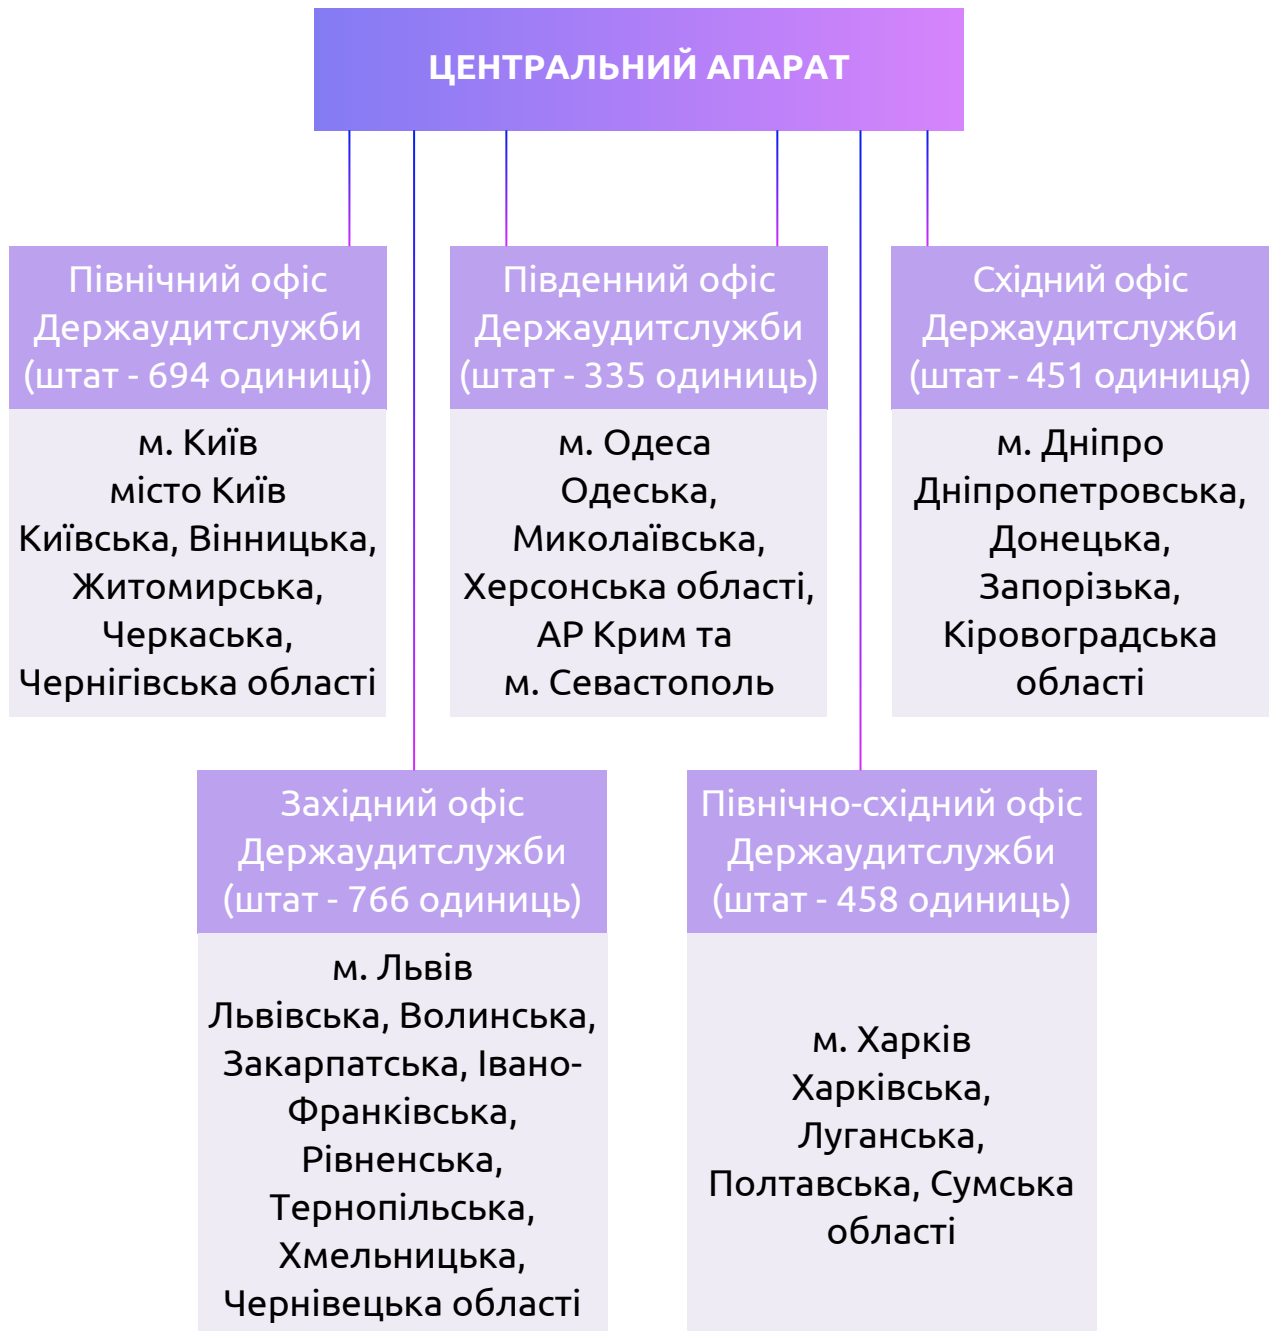 ЦЕНТРАЛЬНИЙ АПАРАТ
Північний офіс
Держаудитслужби
(штат - 694 одиниці)
м. Київ
місто Київ
Київська, Вінницька,
Житомирська,
Черкаська,
Чернігівська області
Південний офіс
Держаудитслужби
(штат - 335 одиниць)
м. Одеса
Одеська,
Миколаївська,
Херсонська області,
АР Крим та
м. Севастополь
Східний офіс
Держаудитслужби
(штат - 451 одиниця)
м. Дніпро
Дніпропетровська,
Донецька,
Запорізька,
Кіровоградська
області
Західний офіс
Держаудитслужби
(штат - 766 одиниць)
м. Львів
Львівська, Волинська,
Закарпатська, Івано-
Франківська,
Рівненська,
Тернопільська,
Хмельницька,
Чернівецька області
Північно-східний офіс
Держаудитслужби
(штат - 458 одиниць)
м. Харків
Харківська,
Луганська,
Полтавська, Сумська
області